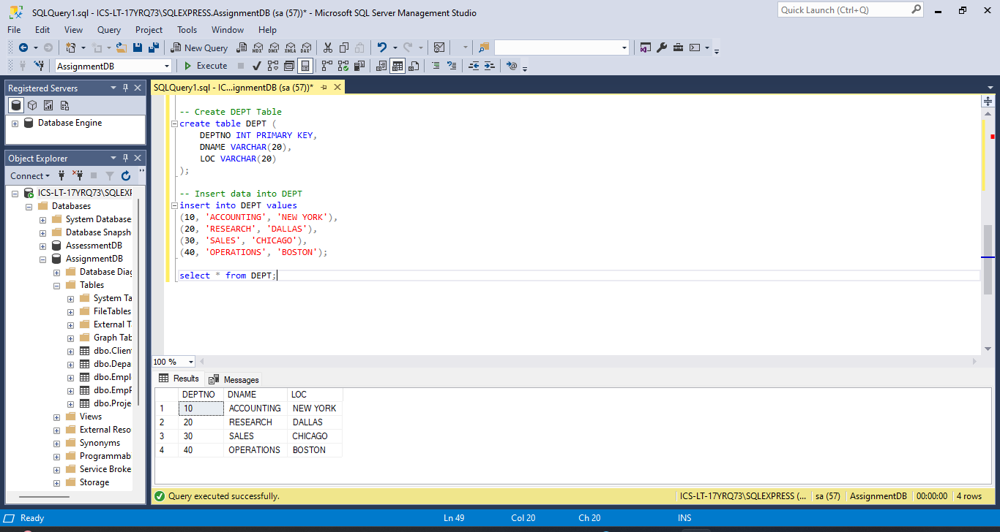 SQLQuery1.sql - ICS-LT-17YRQ73\SQLEXPRESS.AssignmentDB (sa (57))* - Microsoft SQL Server Management Studio
Quick Launch (Ctrl+Q)
File Edit View Query Project Tools Window Help
New Query MDX DMX XMLA DAX
AssignmentDB Execute
Registered Servers
Database Engine
Object Explorer
Connect
ICS-LT-17YRQ73\SQLEXF
Databases
System Database
Database Snapsh
AssessmentDB
AssignmentDB
Database Diag
Tables
System Ta
FileTables
External T
Graph Tab
dbo.Clien
dbo.Depa
dbo.Empl
dbo.EmpF
dbo.Proje
Views
External Reso
Synonyms
Programmab
Service Broke
Storage
SQLQuery1.sql - IC...ignmentDB (sa (57))*
-- Create DEPT Table
create table DEPT (
DEPTNO INT PRIMARY KEY,
DNAME VARCHAR(20),
LOC VARCHAR(20)
);
-- Insert data into DEPT
insert into DEPT values
(10, 'ACCOUNTING', 'NEW YORK'),
(20, 'RESEARCH', 'DALLAS'),
(30, 'SALES', 'CHICAGO'),
(40, 'OPERATIONS', 'BOSTON');
select * from DEPT;
100 %
Results Messages
DEPTNO DNAME LOC
1 10 ACCOUNTING NEW YORK
2 20 RESEARCH DALLAS
3 30 SALES CHICAGO
4 40 OPERATIONS BOSTON
Query executed successfully. ICS-LT-17YRQ73\SQLEXPRESS (... sa (57) AssignmentDB 00:00:00 4 rows
Ready Ln 49 Col 20 Ch 20 INS